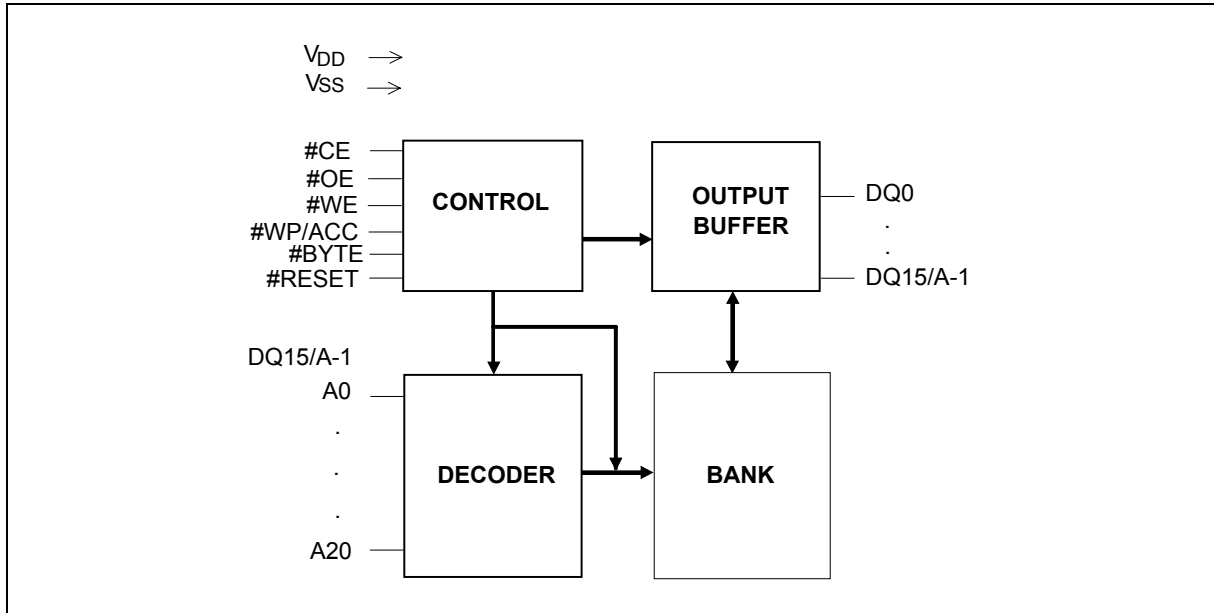 VDD
VSS
#CE
#OE
#WE
#WP/ACC
#BYTE
#RESET
CONTROL
OUTPUT
BUFFER
DQ0
.
.
DQ15/A-1
DQ15/A-1
A0
.
.
.
A20
DECODER
BANK